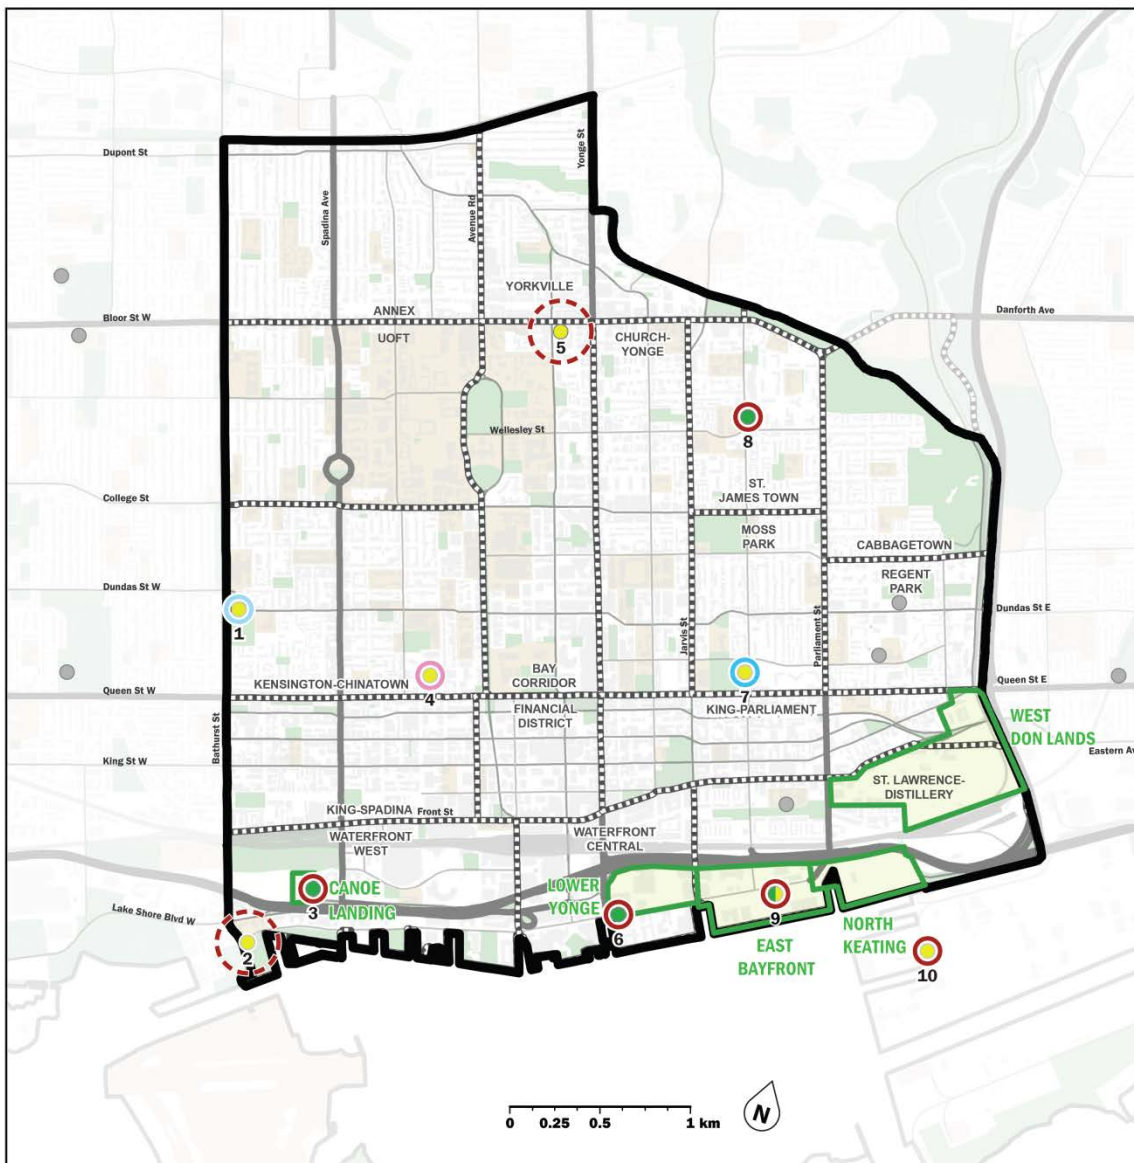 Dupont St
Spadina Ave
Avenue Rd
Yonge St
YORKVILLE
ANNEX
Bloor St W
Danforth Ave
UOFT
5
CHURCH-
YONGE
Wellesley St
8
ST.
JAMES TOWN
College St
MOSS
PARK
CABBAGETOWN
REGENT
PARK
Dundas St W
Dundas St E
1
Jarvis St
Parliament St
BAY
CORRIDOR
KENSINGTON-CHINATOWN
Queen St W
Queen St E
4
7
FINANCIAL
DISTRICT
KING-PARLIAMENT
WEST
DON LANDS
Bathurst St
King St W
Eastern Av
ST. LAWRENCE-
DISTILLERY
KING-SPADINA
Front St
WATERFRONT
WEST
WATERFRONT
CENTRAL
CANOE
LANDING
3
LOWER
YONGE
6
9
Lake Shore Blvd W
2
EAST
BAYFRONT
NORTH
KEATING
10
N
0 0.25 0.5 1 km